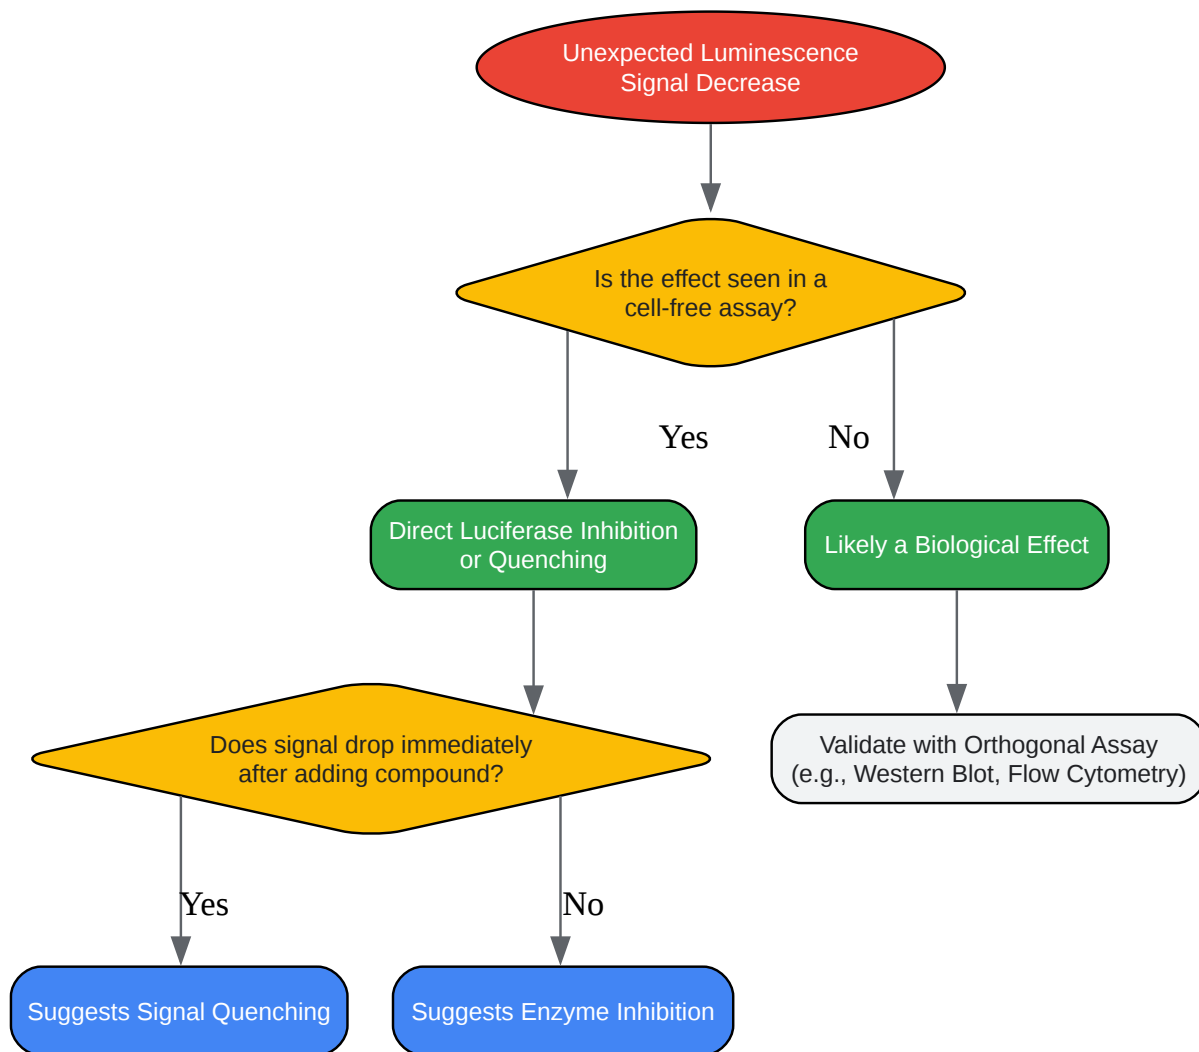 Unexpected Luminescence
Signal Decrease
Is the effect seen in a
cell-free assay?
Yes
No
Direct Luciferase Inhibition
or Quenching
Likely a Biological Effect
Does signal drop immediately
after adding compound?
Validate with Orthogonal Assay
(e.g., Western Blot, Flow Cytometry)
Yes
No
Suggests Signal Quenching
Suggests Enzyme Inhibition